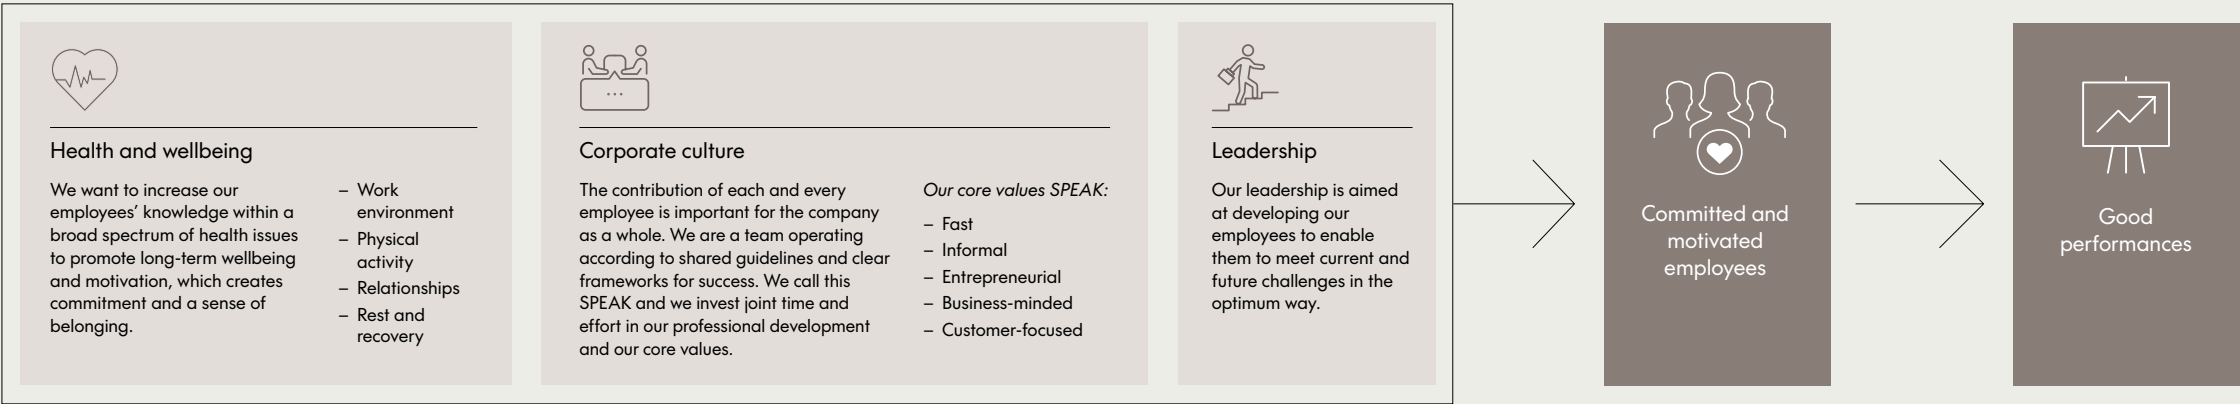 Health and wellbeing
We want to increase our
employees’ knowledge within a
broad spectrum of health issues
to promote long-term wellbeing
and motivation, which creates
commitment and a sense of
belonging.
– Work
environment
– Physical
activity
– Relationships
– Rest and
recovery
Corporate culture
The contribution of each and every
employee is important for the company
as a whole. We are a team operating
according to shared guidelines and clear
frameworks for success. We call this
SPEAK and we invest joint time and
effort in our professional development
and our core values.
Our core values SPEAK:
– Fast
– Informal
– Entrepreneurial
– Business-minded
– Customer-focused
Leadership
Our leadership is aimed
at developing our
employees to enable
them to meet current and
future challenges in the
optimum way.
Committed and
motivated
employees
Good
performances